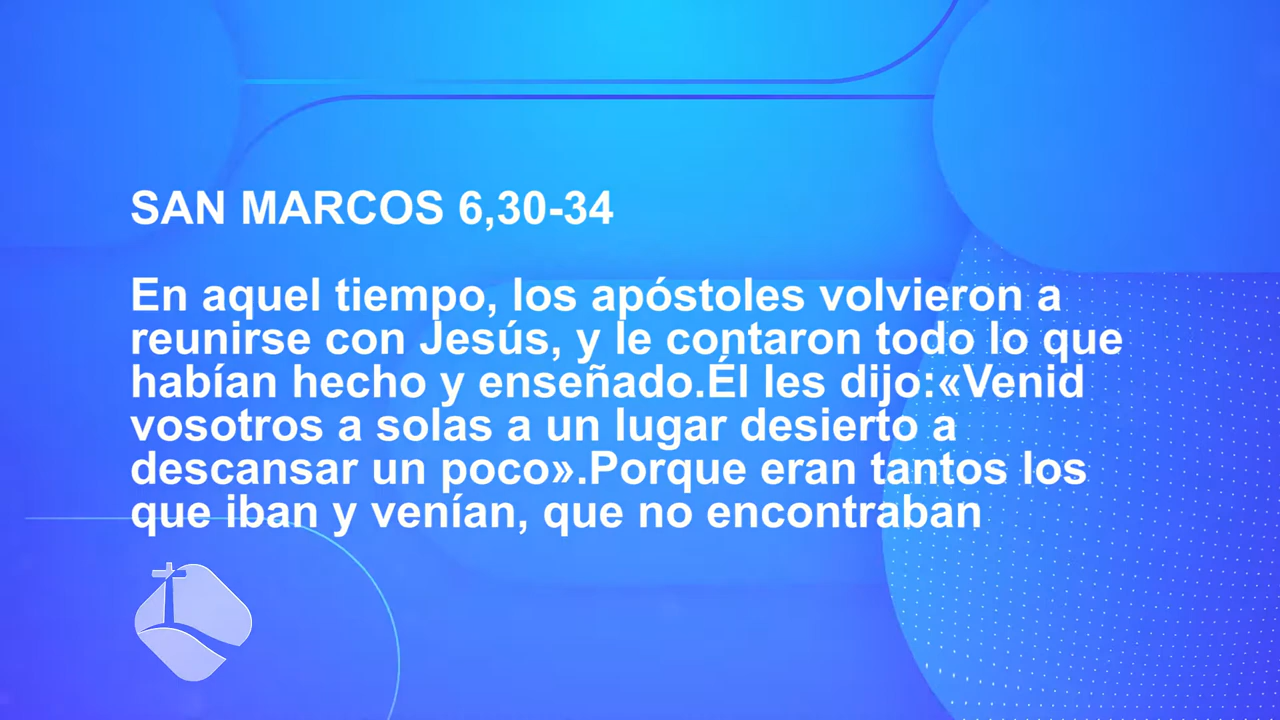 SAN MARCOS 6,30-34
En aquel tiempo, los apóstoles volvieron a
reunirse con Jesús, y le contaron todo lo que
habían hecho y enseñado.Él les dijo:«Venid
vosotros a solas a un lugar desierto a
descansar un poco».Porque eran tantos los
que iban y venían, que no encontraban